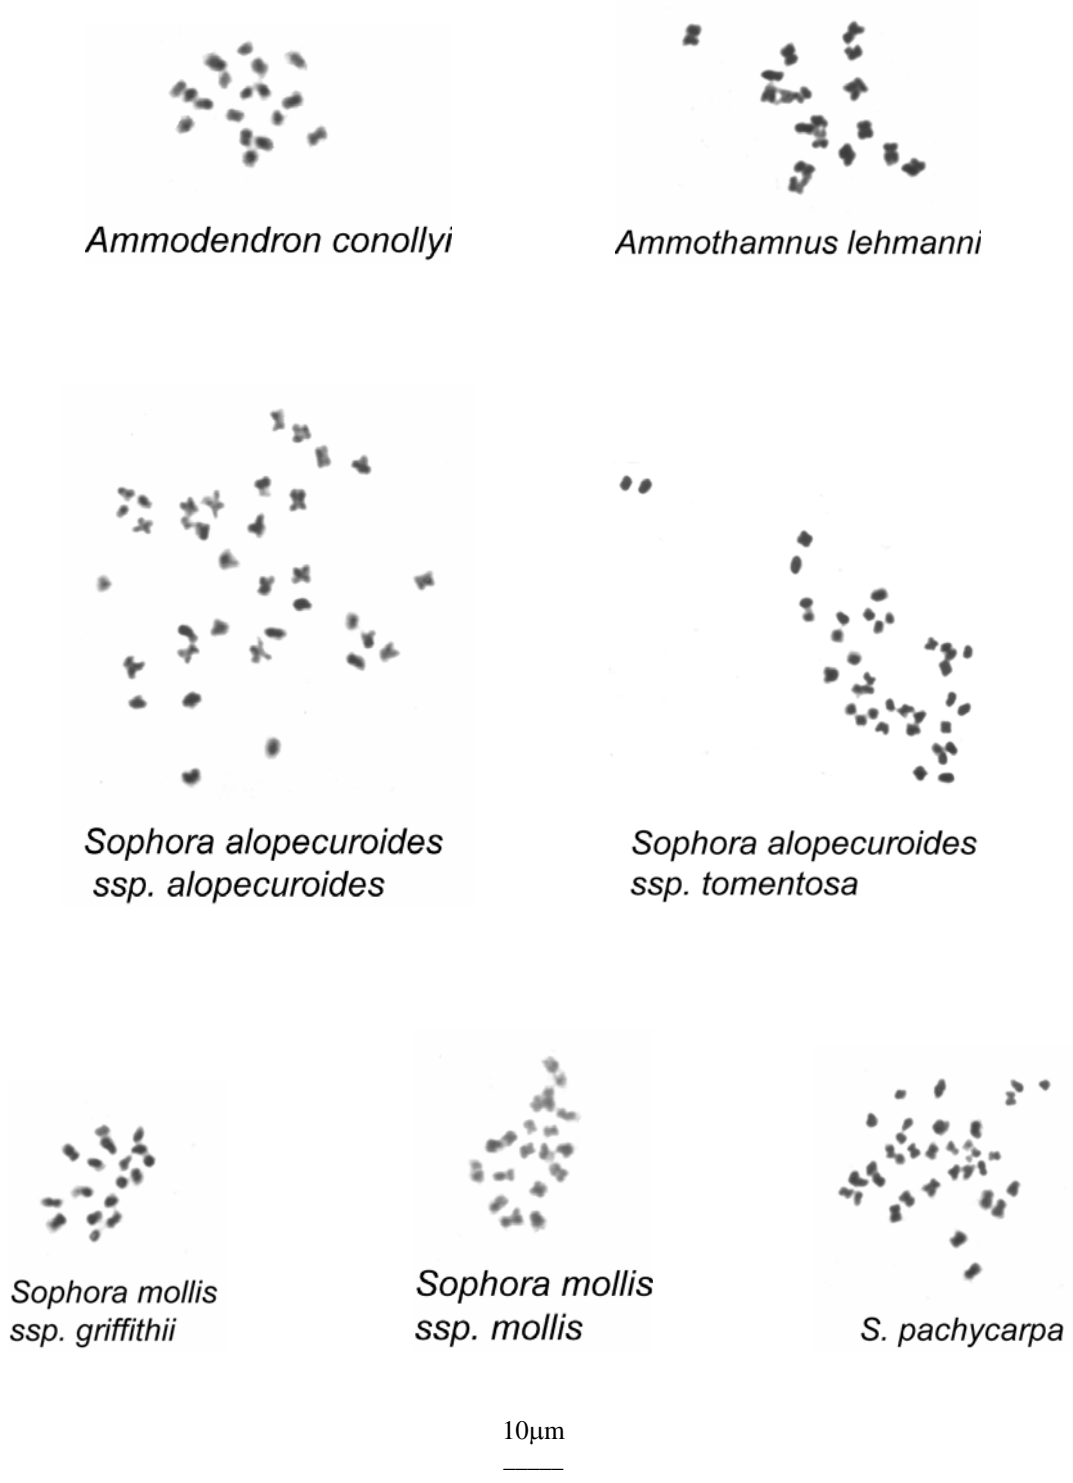 Ammodendron conollyi
Ammothamnus lehmanni
Sophora alopecuroides
ssp. alopecuroides
Sophora alopecuroides
ssp. tomentosa
Sophora mollis
ssp. griffithii
Sophora mollis
ssp. mollis
S. pachycarpa
10μm